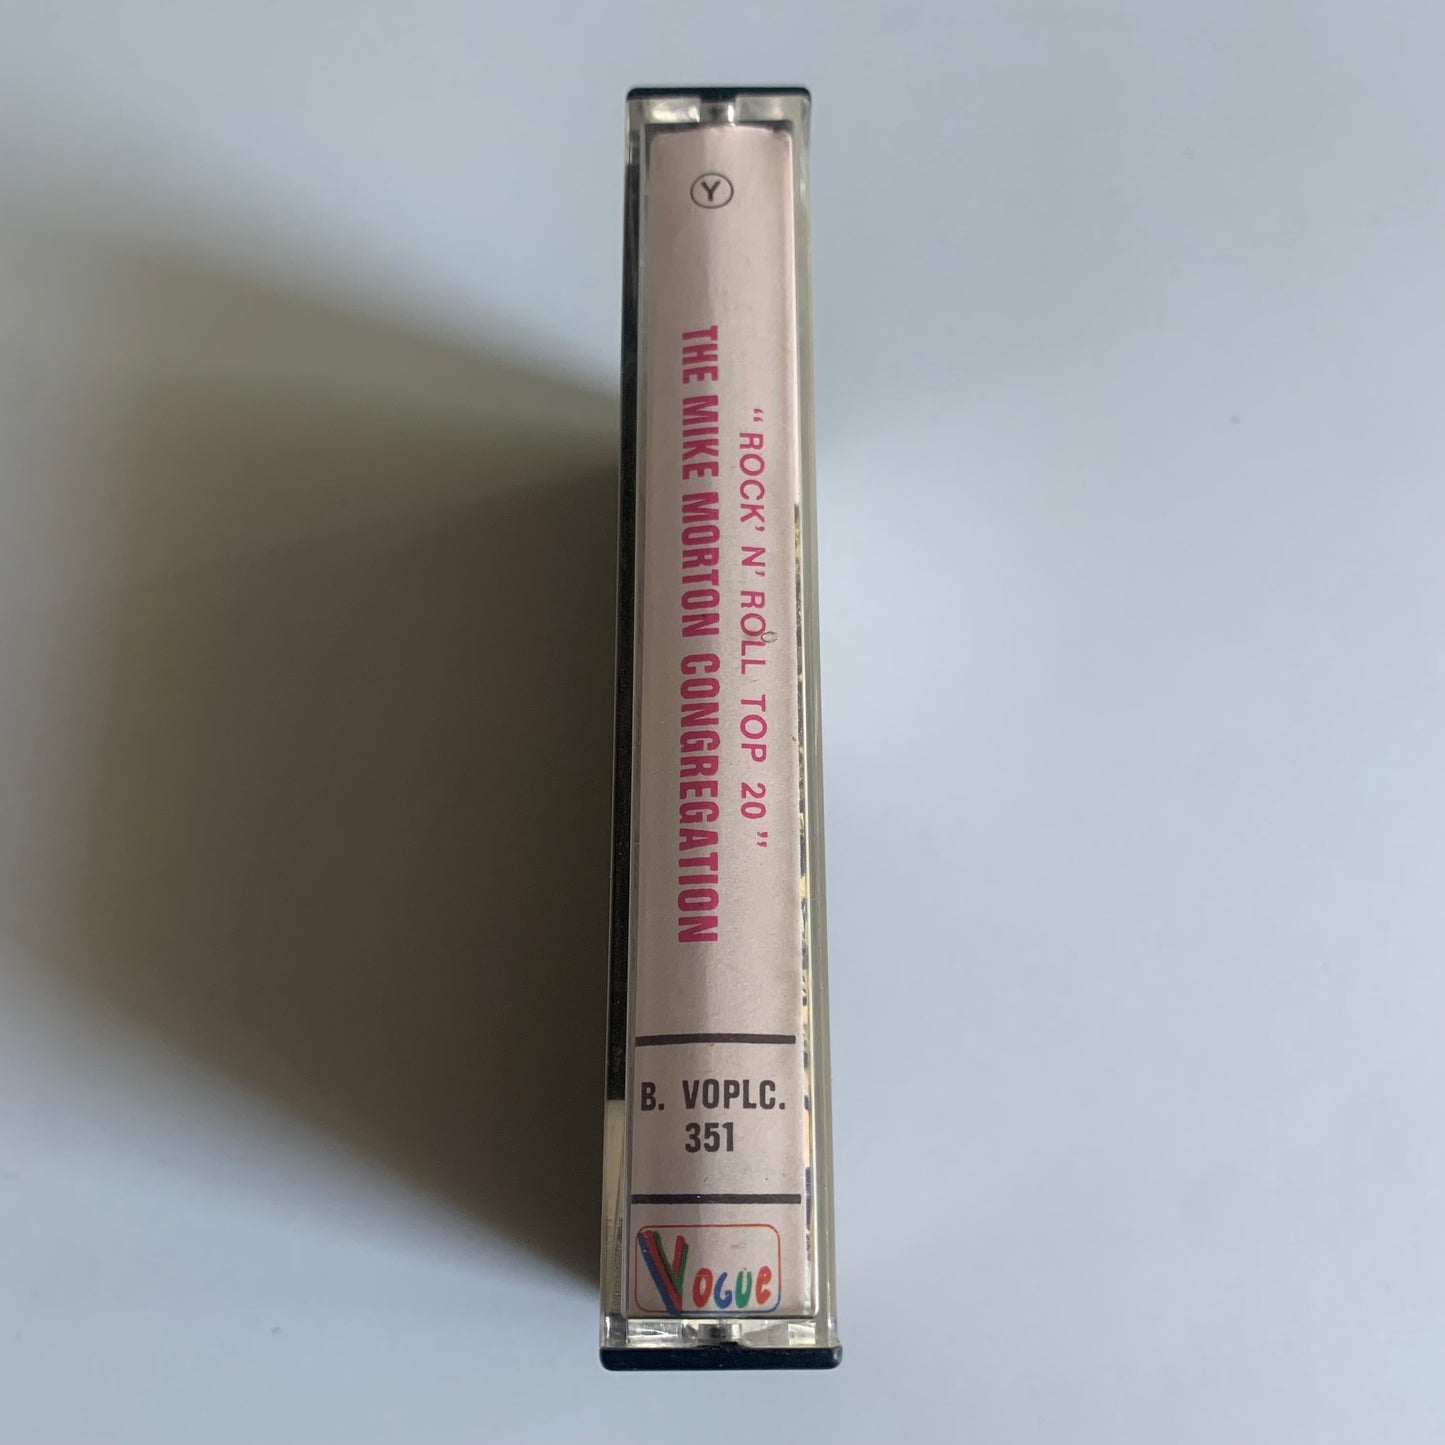 Y
"ROCK' N' ROLL TOP 20"
THE MIKE MORTON CONGREGATION
B. VOPLC.
351
VOGUe